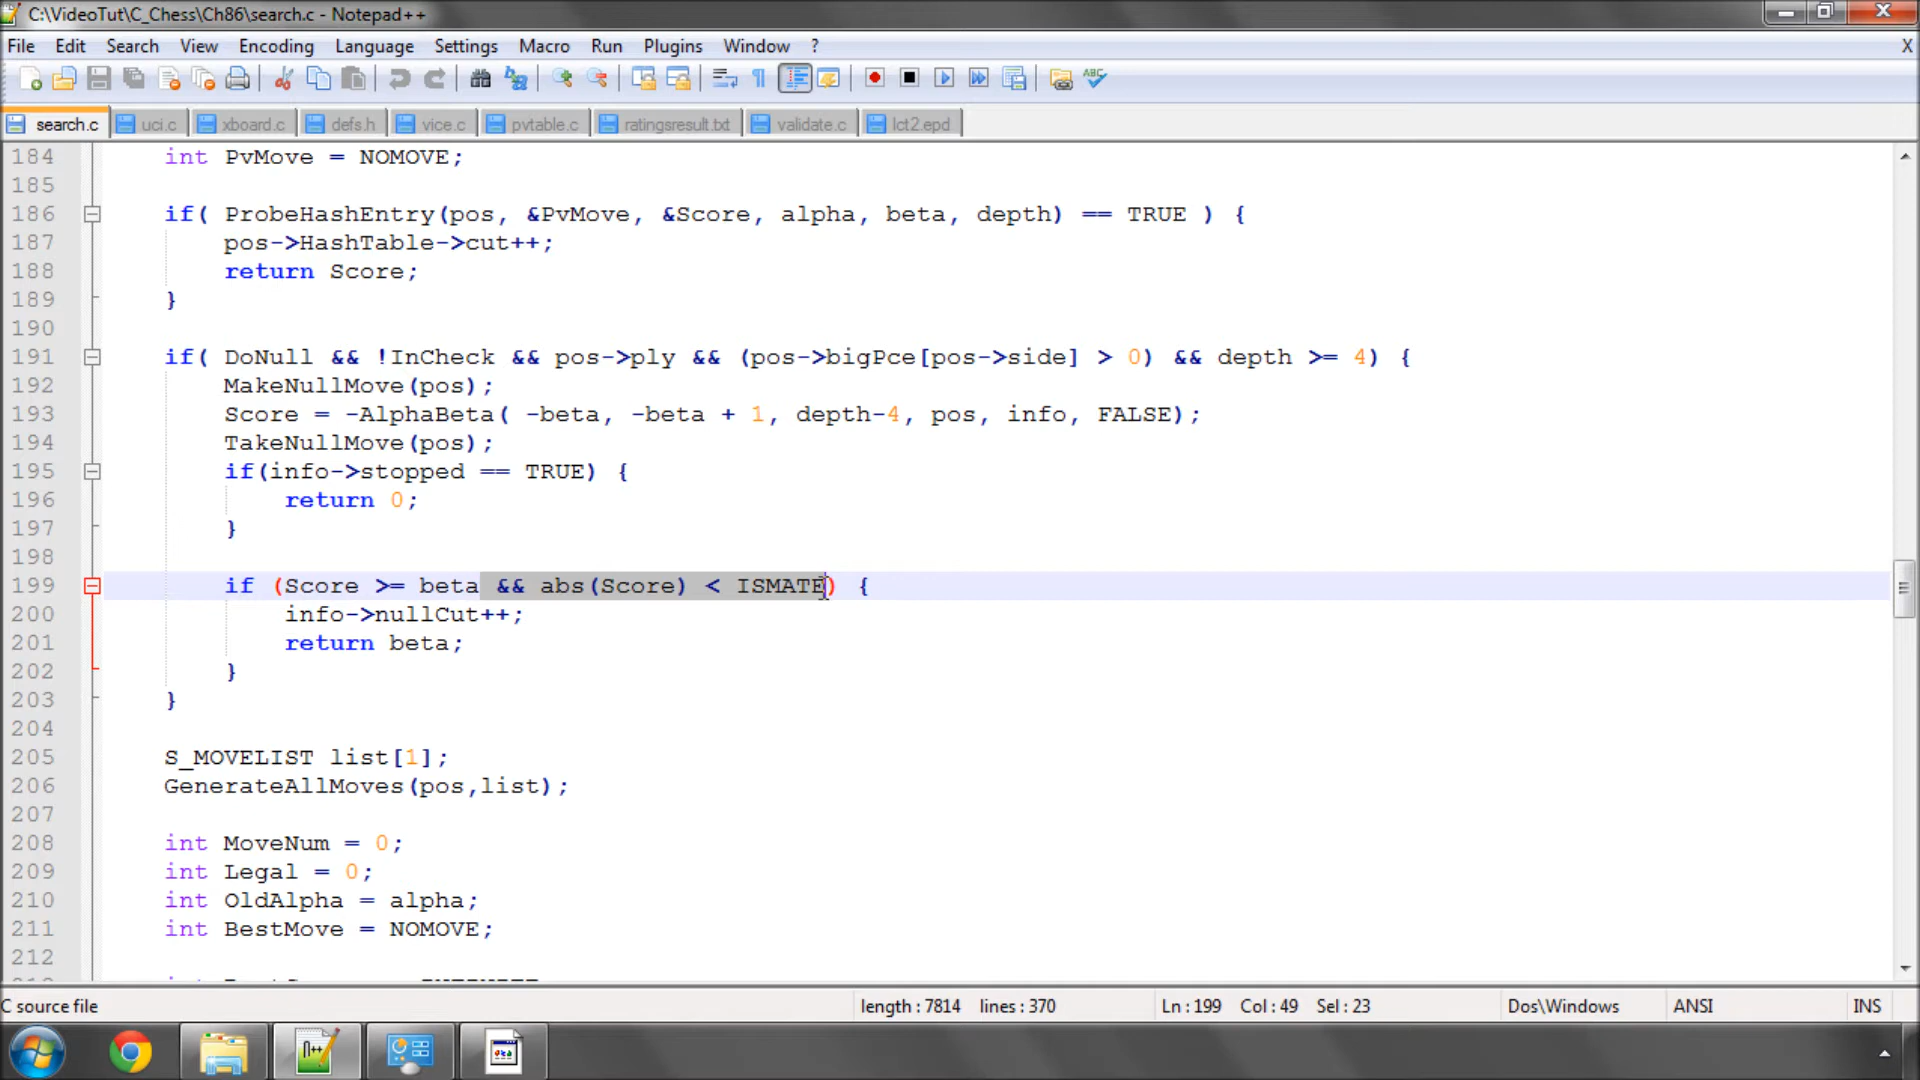 C:\VideoTut\C_Chess\Ch86\search.c - Notepad++
File Edit Search View Encoding Language Settings Macro Run Plugins Window ? X
search.c uci.c xboard.c defs.h vice.c pvtable.c ratingsresult.txt validate.c lct2.epd
184 int PvMove = NOMOVE;
185
186 if( ProbeHashEntry(pos, &PvMove, &Score, alpha, beta, depth) == TRUE ) {
187 pos->HashTable->cut++;
188 return Score;
189 }
190
191 if( DoNull && !InCheck && pos->ply && (pos->bigPce[pos->side] > 0) && depth >= 4) {
192 MakeNullMove(pos);
193 Score = -AlphaBeta( -beta, -beta + 1, depth-4, pos, info, FALSE);
194 TakeNullMove(pos);
195 if(info->stopped == TRUE) {
196 return 0;
197 }
198
199 if (Score >= beta && abs(Score) < ISMATE) {
200 info->nullCut++;
201 return beta;
202 }
203 }
204
205 S_MOVELIST list[1];
206 GenerateAllMoves(pos,list);
207
208 int MoveNum = 0;
209 int Legal = 0;
210 int OldAlpha = alpha;
211 int BestMove = NOMOVE;
212
C source file length : 7814 lines : 370 Ln : 199 Col : 49 Sel : 23 Dos\Windows ANSI INS